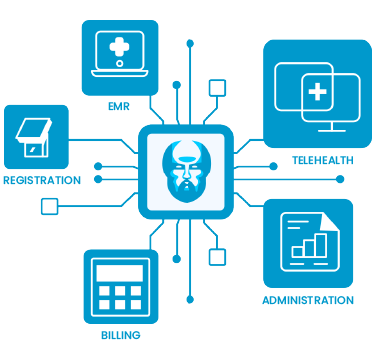 EMR
TELEHEALTH
REGISTRATION
ADMINISTRATION
BILLING